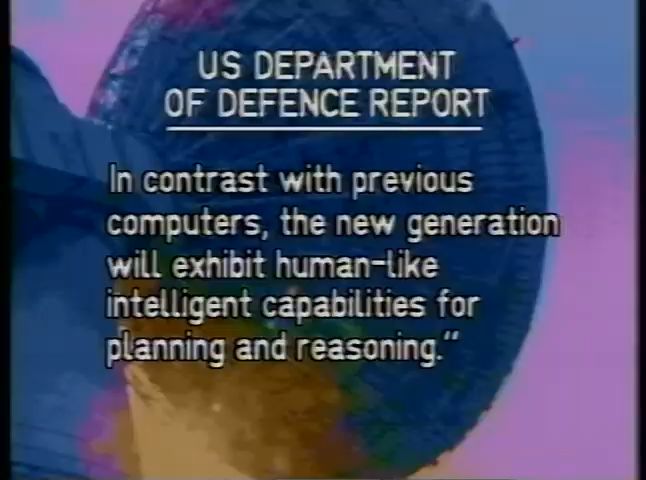 US DEPARTMENT
OF DEFENCE REPORT
In contrast with previous
computers, the new generation
will exhibit human-like
intelligent capabilities for
planning and reasoning."